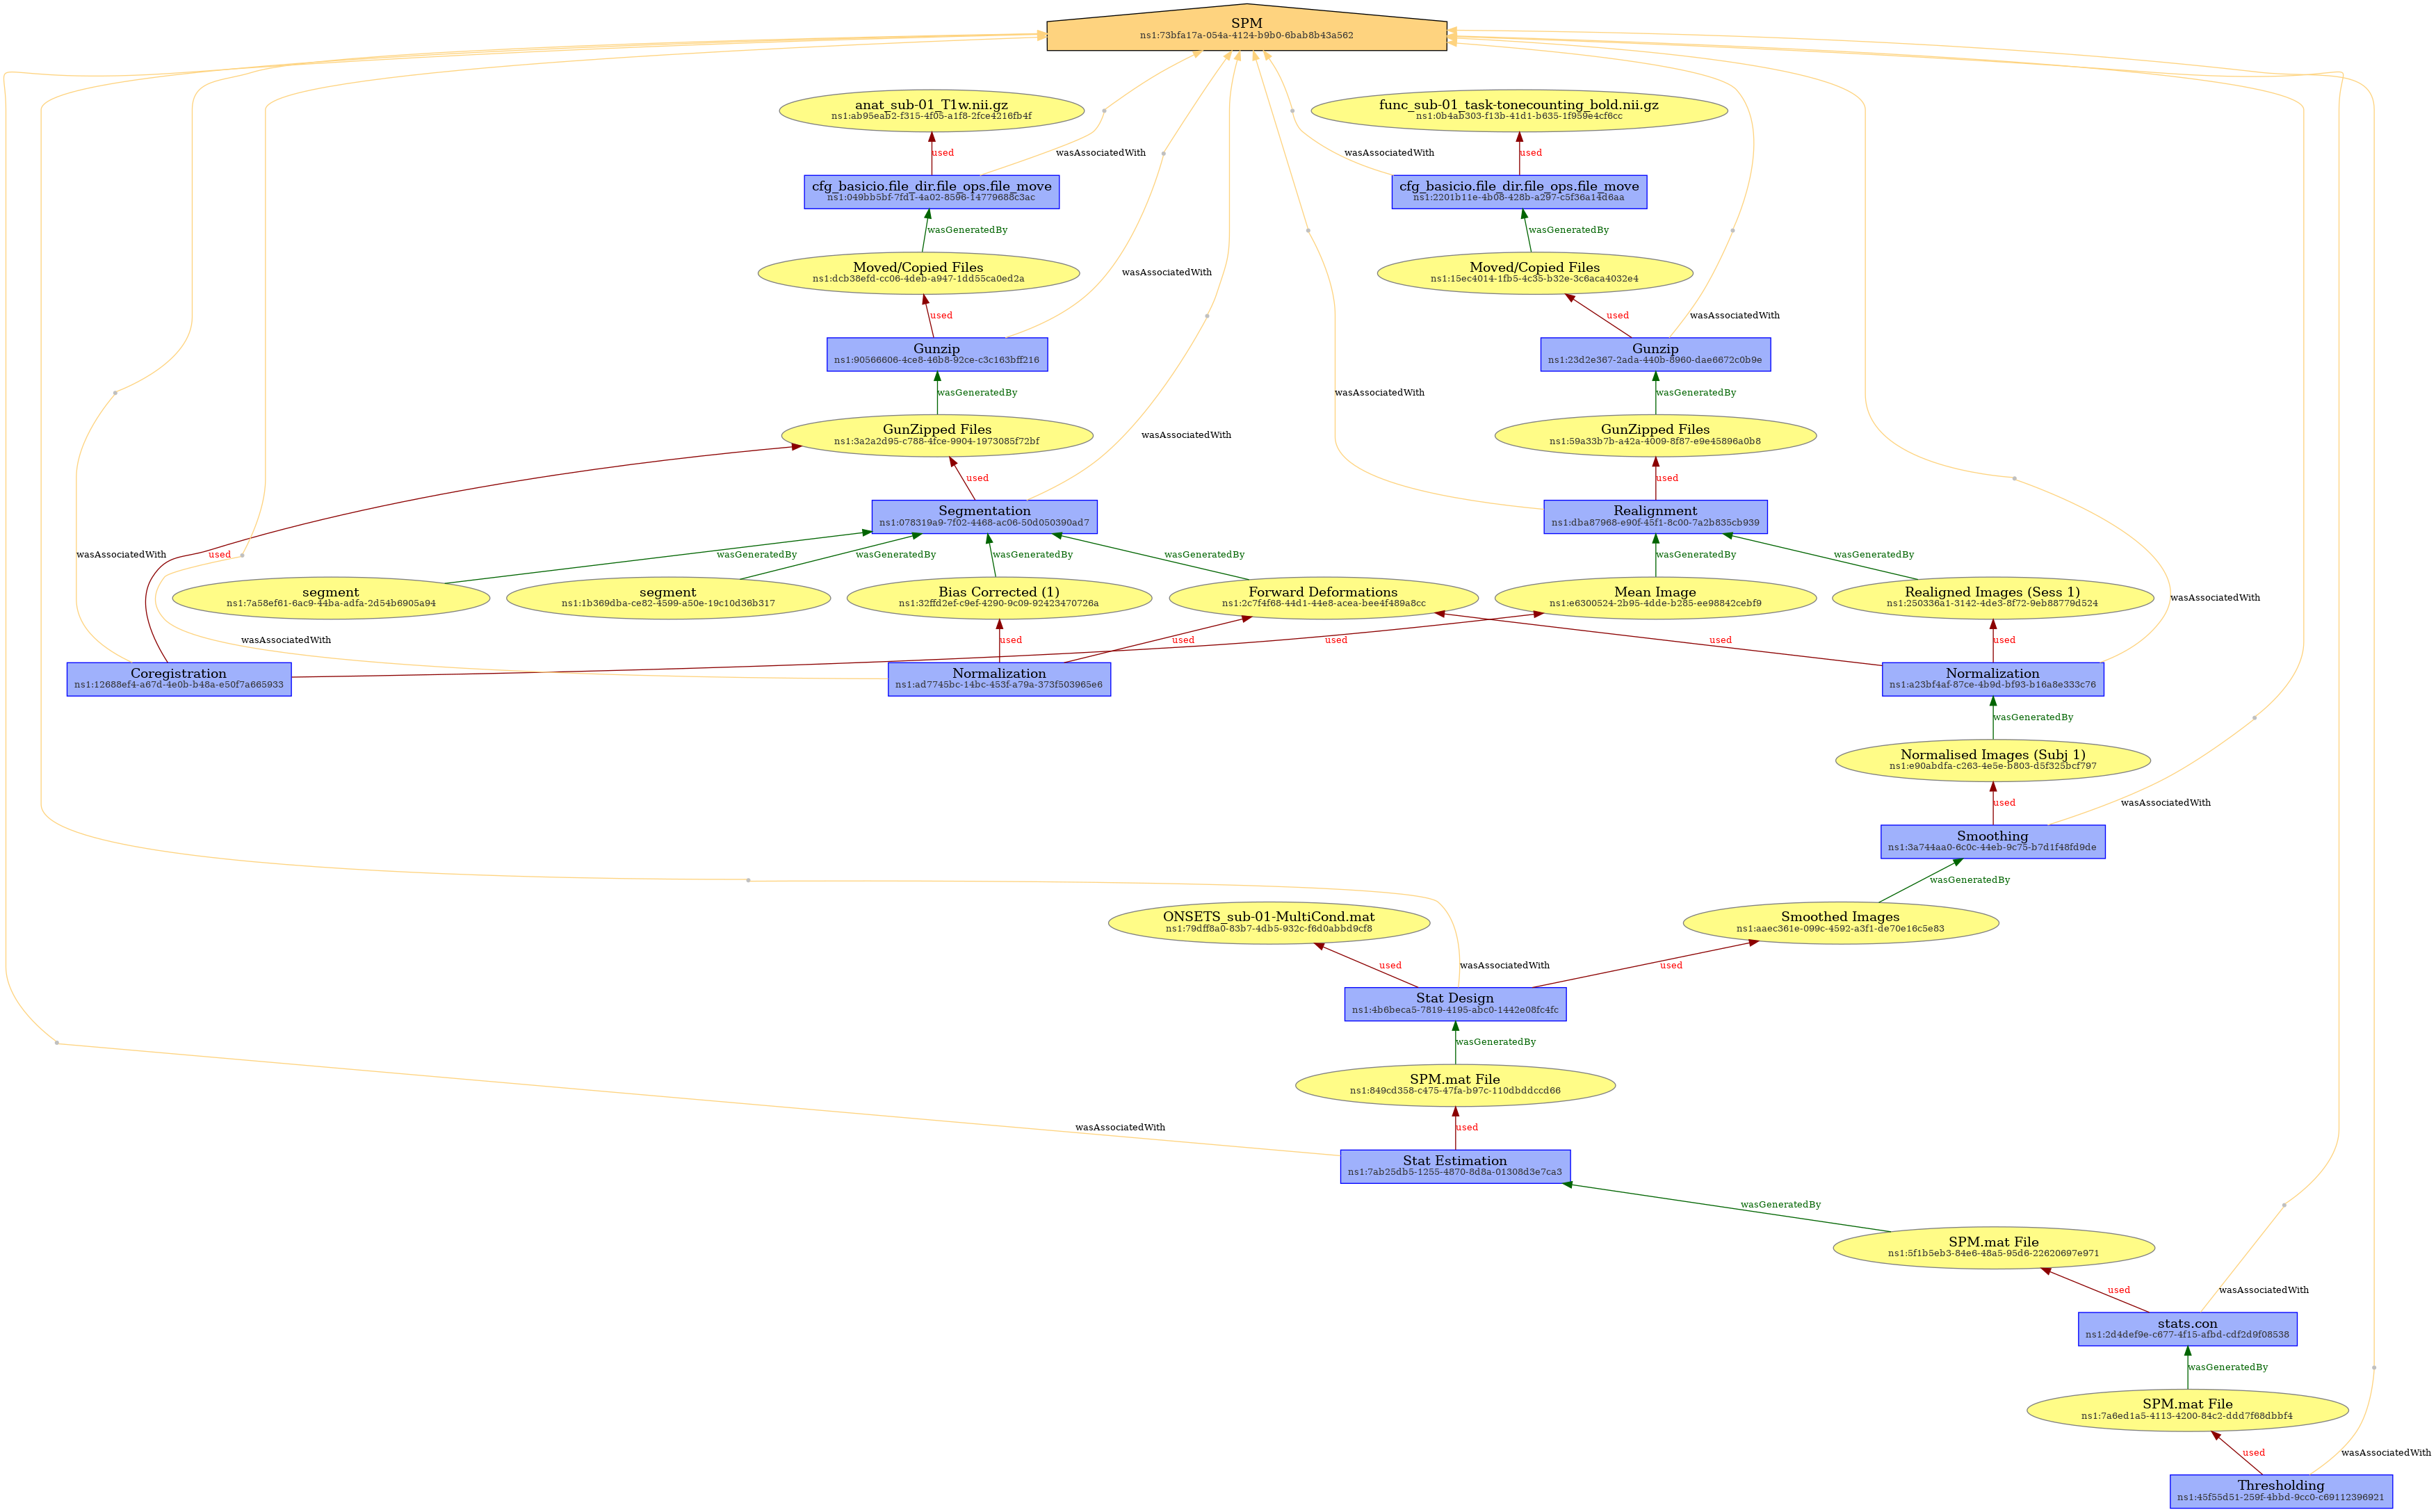 SPM
ns1:73bfa17a-054a-4124-b9b0-6bab8b43a562
anat_sub-01_T1w.nii.gz
ns1:ab95eab2-f315-4f05-a1f8-2fce4216fb4f
func_sub-01_task-tonecounting_bold.nii.gz
ns1:0b4ab303-f13b-41d1-b635-1f959e4cf6cc
used
wasAssociatedWith
wasAssociatedWith
used
cfg_basicio.file_dir.file_ops.file_move
ns1:049bb5bf-7fd1-4a02-8596-14779688c3ac
cfg_basicio.file_dir.file_ops.file_move
ns1:2201b11e-4b08-428b-a297-c5f36a14d6aa
wasGeneratedBy
wasGeneratedBy
Moved/Copied Files
ns1:dcb38efd-cc06-4deb-a947-1dd55ca0ed2a
wasAssociatedWith
Moved/Copied Files
ns1:15ec4014-1fb5-4c35-b32e-3c6aca4032e4
used
used
wasAssociatedWith
Gunzip
ns1:90566606-4ce8-46b8-92ce-c3c163bff216
Gunzip
ns1:23d2e367-2ada-440b-8960-dae6672c0b9e
wasGeneratedBy
wasAssociatedWith
wasGeneratedBy
GunZipped Files
ns1:3a2a2d95-c788-4fce-9904-1973085f72bf
wasAssociatedWith
GunZipped Files
ns1:59a33b7b-a42a-4009-8f87-e9e45896a0b8
used
used
Segmentation
ns1:078319a9-7f02-4468-ac06-50d050390ad7
Realignment
ns1:dba87968-e90f-45f1-8c00-7a2b835cb939
wasAssociatedWith
used
wasGeneratedBy
wasGeneratedBy
wasGeneratedBy
wasGeneratedBy
wasGeneratedBy
wasGeneratedBy
segment
ns1:7a58ef61-6ac9-44ba-adfa-2d54b6905a94
segment
ns1:1b369dba-ce82-4599-a50e-19c10d36b317
Bias Corrected (1)
ns1:32ffd2ef-c9ef-4290-9c09-92423470726a
Forward Deformations
ns1:2c7f4f68-44d1-44e8-acea-bee4f489a8cc
Mean Image
ns1:e6300524-2b95-4dde-b285-ee98842cebf9
Realigned Images (Sess 1)
ns1:250336a1-3142-4de3-8f72-9eb88779d524
wasAssociatedWith
wasAssociatedWith
used
used
used
used
used
Coregistration
ns1:12688ef4-a67d-4e0b-b48a-e50f7a665933
Normalization
ns1:ad7745bc-14bc-453f-a79a-373f503965e6
Normalization
ns1:a23bf4af-87ce-4b9d-bf93-b16a8e333c76
wasGeneratedBy
Normalised Images (Subj 1)
ns1:e90abdfa-c263-4e5e-b803-d5f325bcf797
used
wasAssociatedWith
Smoothing
ns1:3a744aa0-6c0c-44eb-9c75-b7d1f48fd9de
wasGeneratedBy
ONSETS_sub-01-MultiCond.mat
ns1:79dff8a0-83b7-4db5-932c-f6d0abbd9cf8
Smoothed Images
ns1:aaec361e-099c-4592-a3f1-de70e16c5e83
used
wasAssociatedWith
used
Stat Design
ns1:4b6beca5-7819-4195-abc0-1442e08fc4fc
wasGeneratedBy
SPM.mat File
ns1:849cd358-c475-47fa-b97c-110dbddccd66
wasAssociatedWith
used
Stat Estimation
ns1:7ab25db5-1255-4870-8d8a-01308d3e7ca3
wasGeneratedBy
SPM.mat File
ns1:5f1b5eb3-84e6-48a5-95d6-22620697e971
used
wasAssociatedWith
stats.con
ns1:2d4def9e-c677-4f15-afbd-cdf2d9f08538
wasGeneratedBy
SPM.mat File
ns1:7a6ed1a5-4113-4200-84c2-ddd7f68dbbf4
used
wasAssociatedWith
Thresholding
ns1:45f55d51-259f-4bbd-9cc0-c69112396921